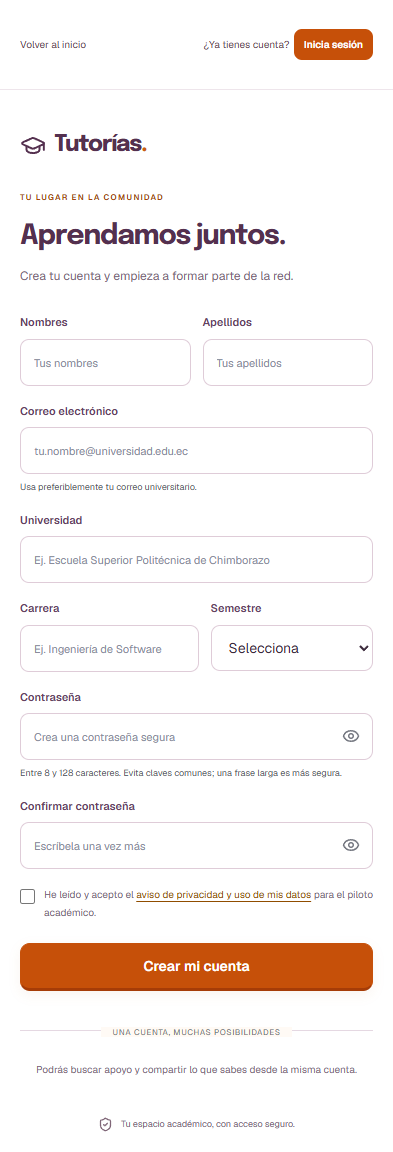 Volver al inicio
¿Ya tienes cuenta? Inicia sesión
Tutorías.
TU LUGAR EN LA COMUNIDAD
Aprendamos juntos.
Crea tu cuenta y empieza a formar parte de la red.
Nombres Apellidos
Tus nombres Tus apellidos
Correo electrónico
tu.nombre@universidad.edu.ec
Usa preferiblemente tu correo universitario.
Universidad
Ej. Escuela Superior Politécnica de Chimborazo
Carrera Semestre
Ej. Ingeniería de Software Selecciona
Contraseña
Crea una contraseña segura
Entre 8 y 128 caracteres. Evita claves comunes; una frase larga es más segura.
Confirmar contraseña
Escríbela una vez más
He leído y acepto el aviso de privacidad y uso de mis datos para el piloto
académico.
Crear mi cuenta
UNA CUENTA, MUCHAS POSIBILIDADES
Podrás buscar apoyo y compartir lo que sabes desde la misma cuenta.
Tu espacio académico, con acceso seguro.